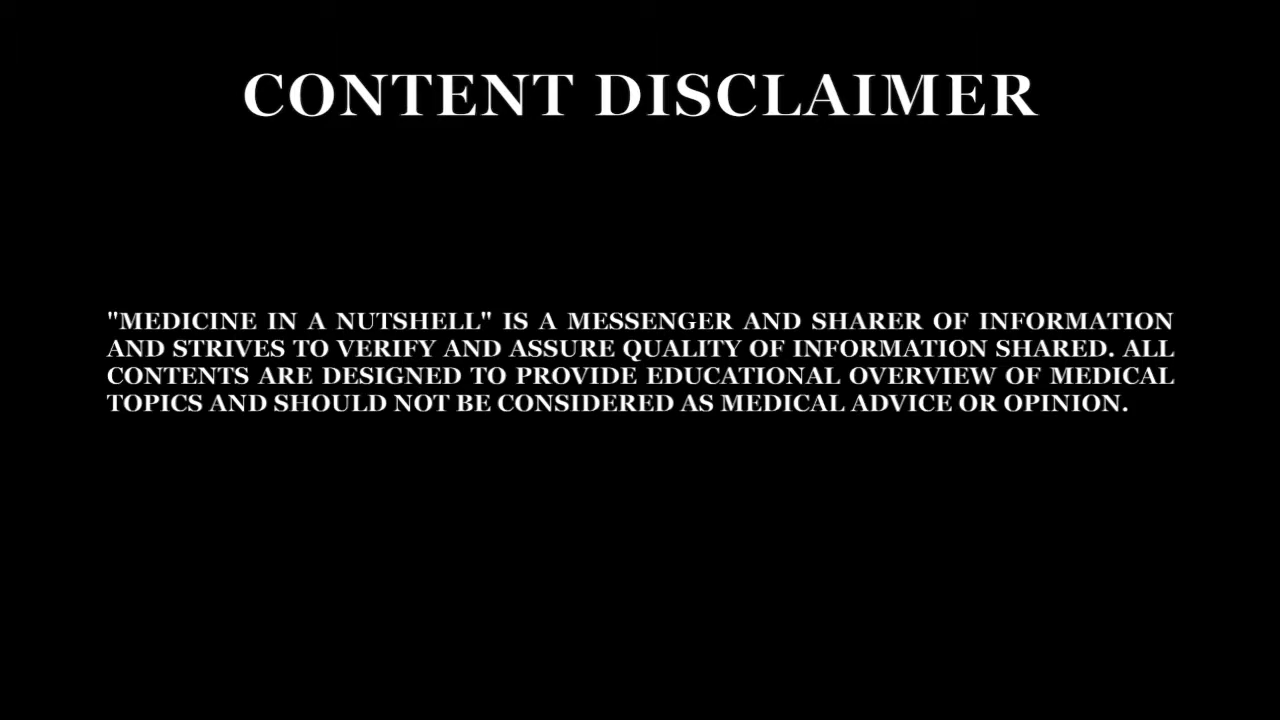 CONTENT DISCLAIMER
"MEDICINE IN A NUTSHELL" IS A MESSENGER AND SHARER OF INFORMATION
AND STRIVES TO VERIFY AND ASSURE QUALITY OF INFORMATION SHARED. ALL
CONTENTS ARE DESIGNED TO PROVIDE EDUCATIONAL OVERVIEW OF MEDICAL
TOPICS AND SHOULD NOT BE CONSIDERED AS MEDICAL ADVICE OR OPINION.